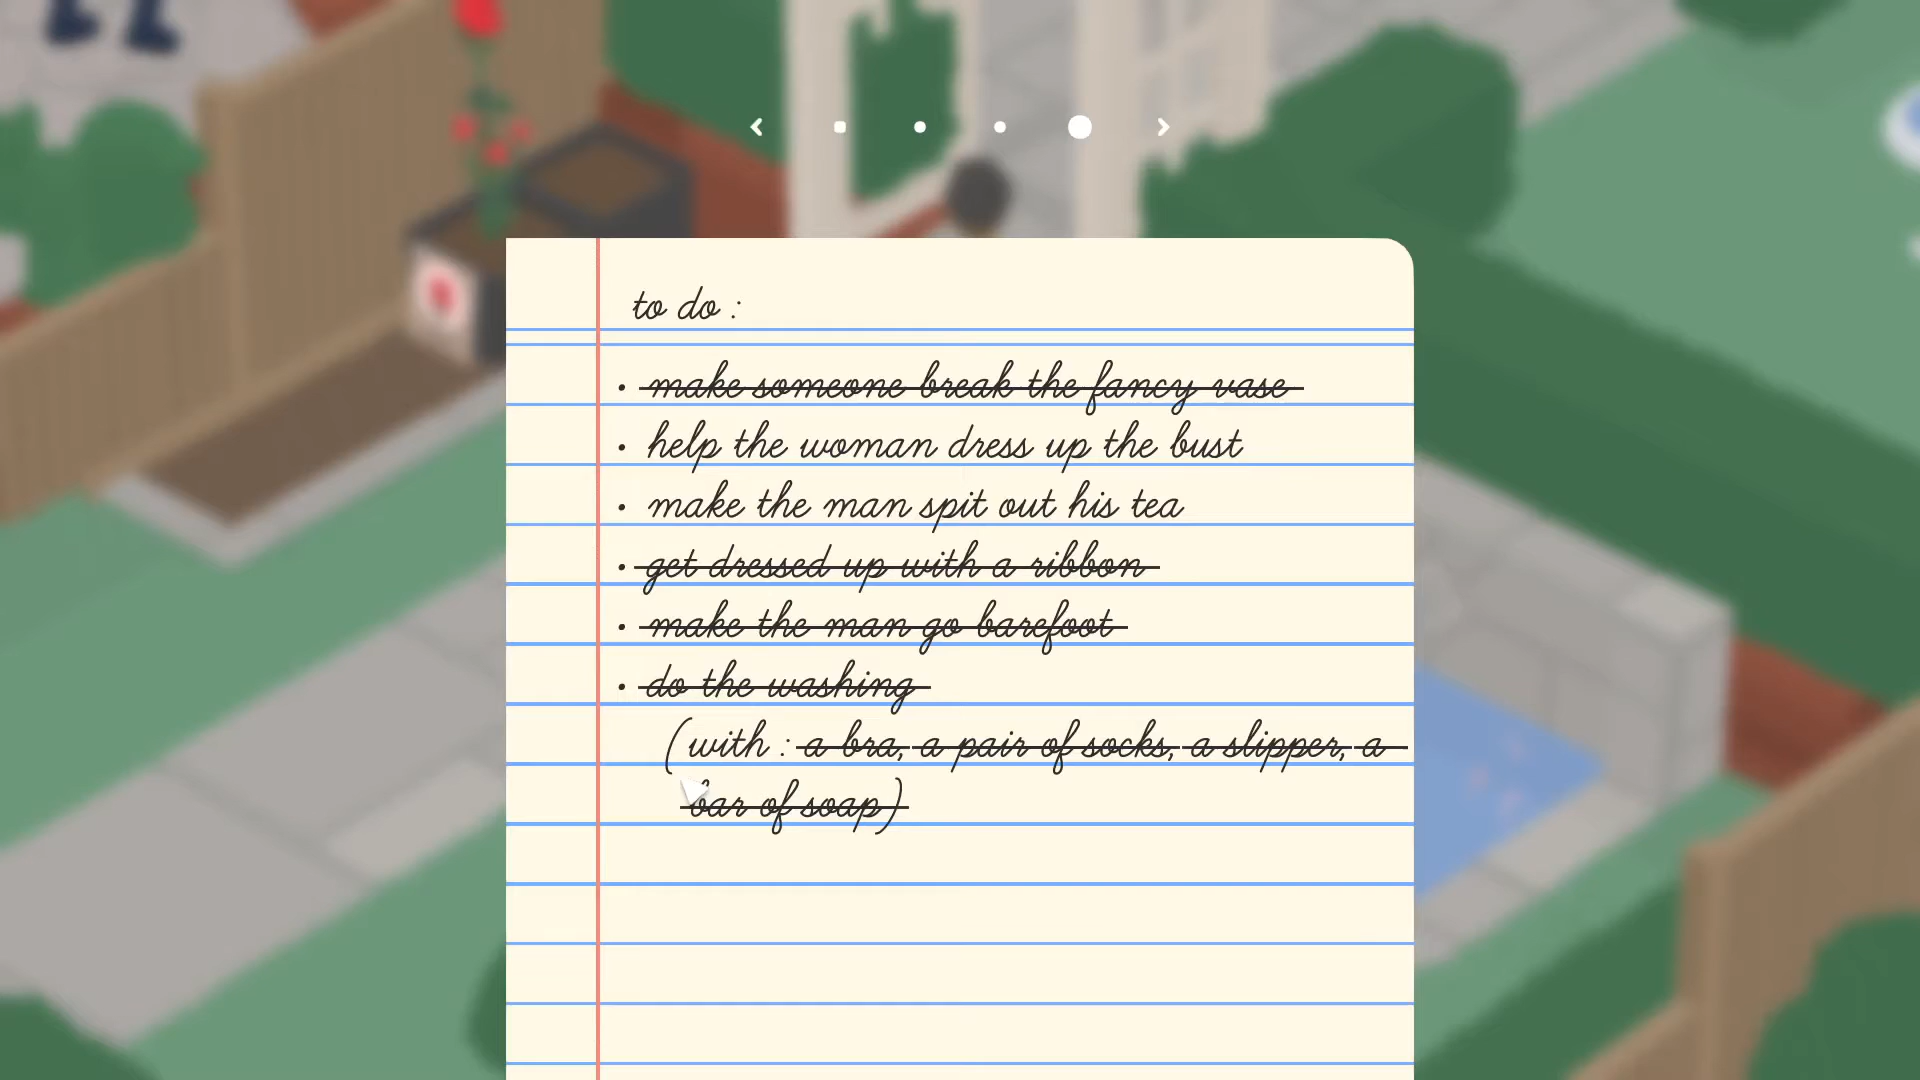 to do :
• make someone break the fancy vase
• help the woman dress up the bust
• make the man spit out his tea
• get dressed up with a ribbon
• make the man go barefoot
• do the washing
(with : a bra, a pair of socks, a slipper, a
bar of soap)